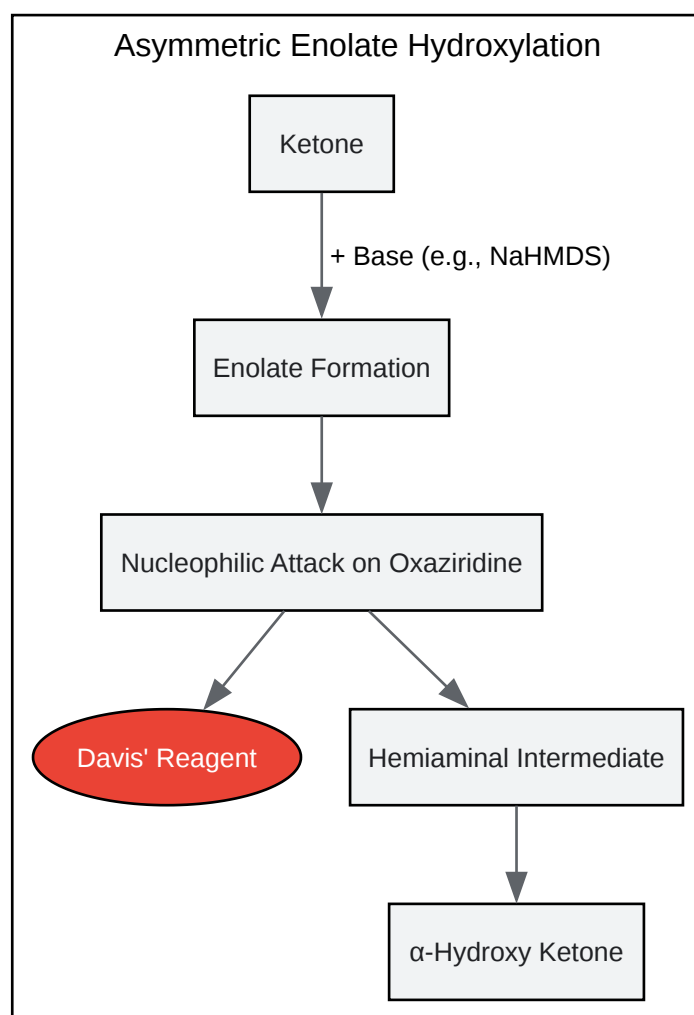 Asymmetric Enolate Hydroxylation
Ketone
+ Base (e.g., NaHMDS)
Enolate Formation
Nucleophilic Attack on Oxaziridine
Davis' Reagent
Hemiaminal Intermediate
α-Hydroxy Ketone